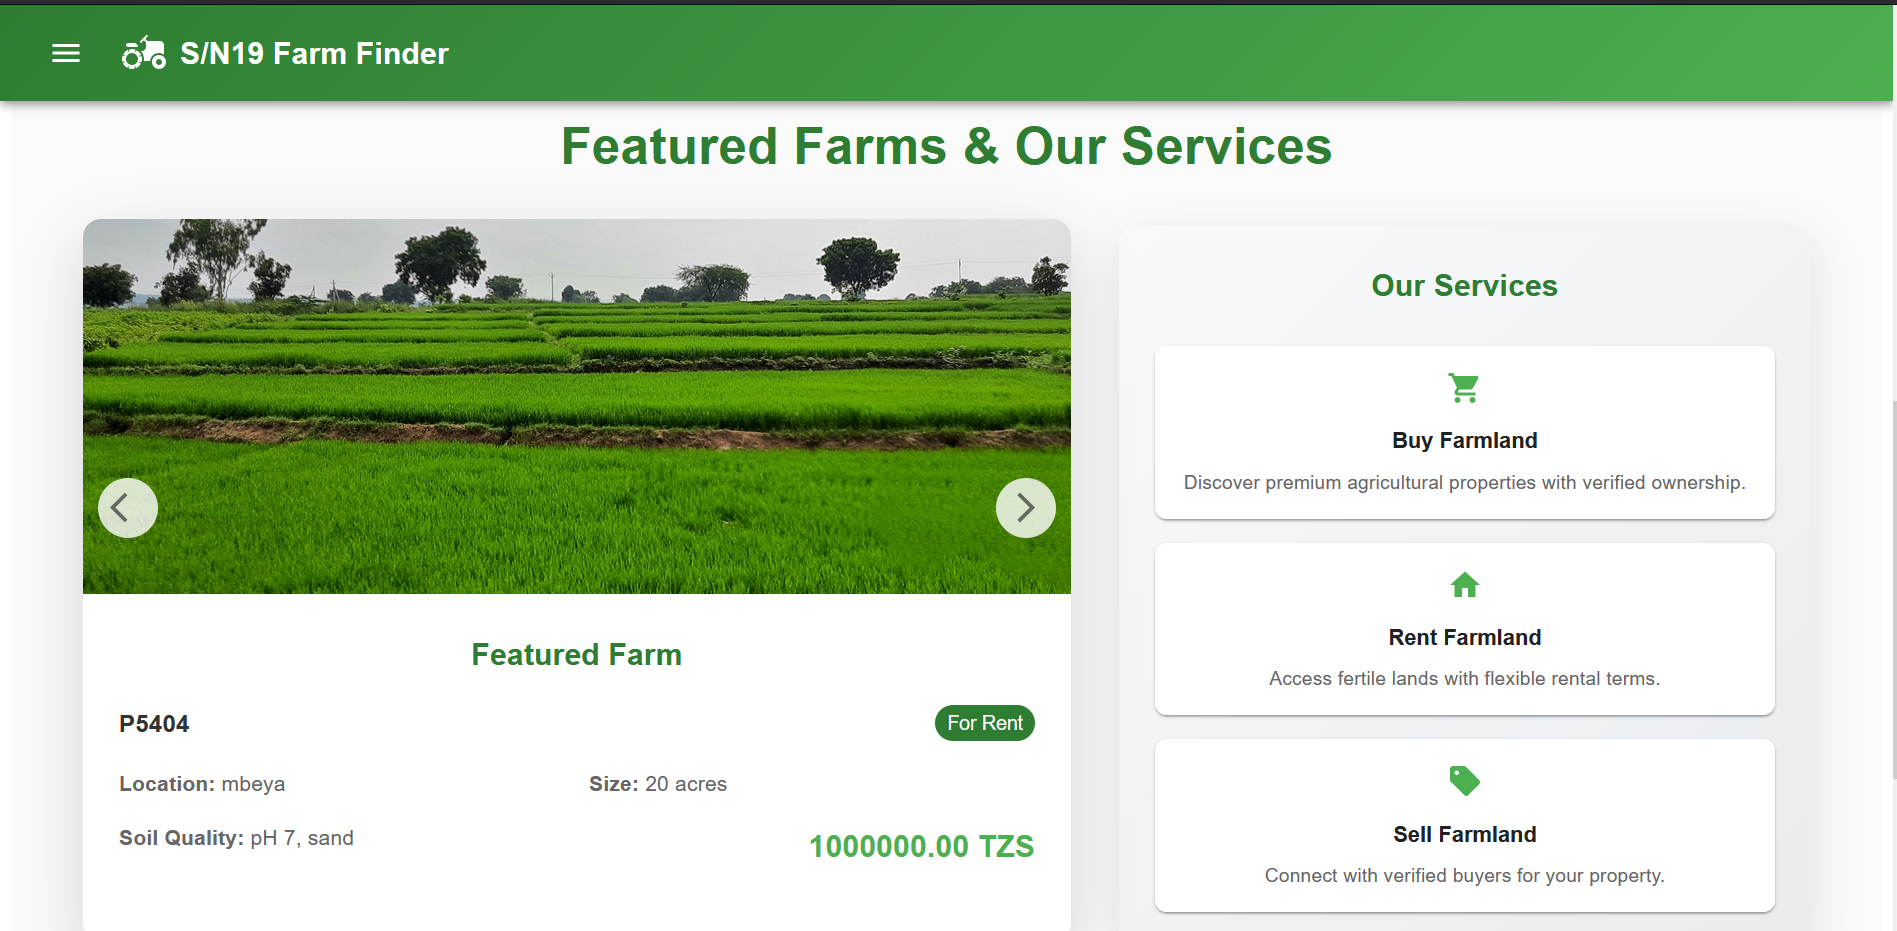 S/N19 Farm Finder
Featured Farms & Our Services
Featured Farm
P5404
For Rent
Location: mbeya
Size: 20 acres
Soil Quality: pH 7, sand
1000000.00 TZS
Our Services
Buy Farmland
Discover premium agricultural properties with verified ownership.
Rent Farmland
Access fertile lands with flexible rental terms.
Sell Farmland
Connect with verified buyers for your property.